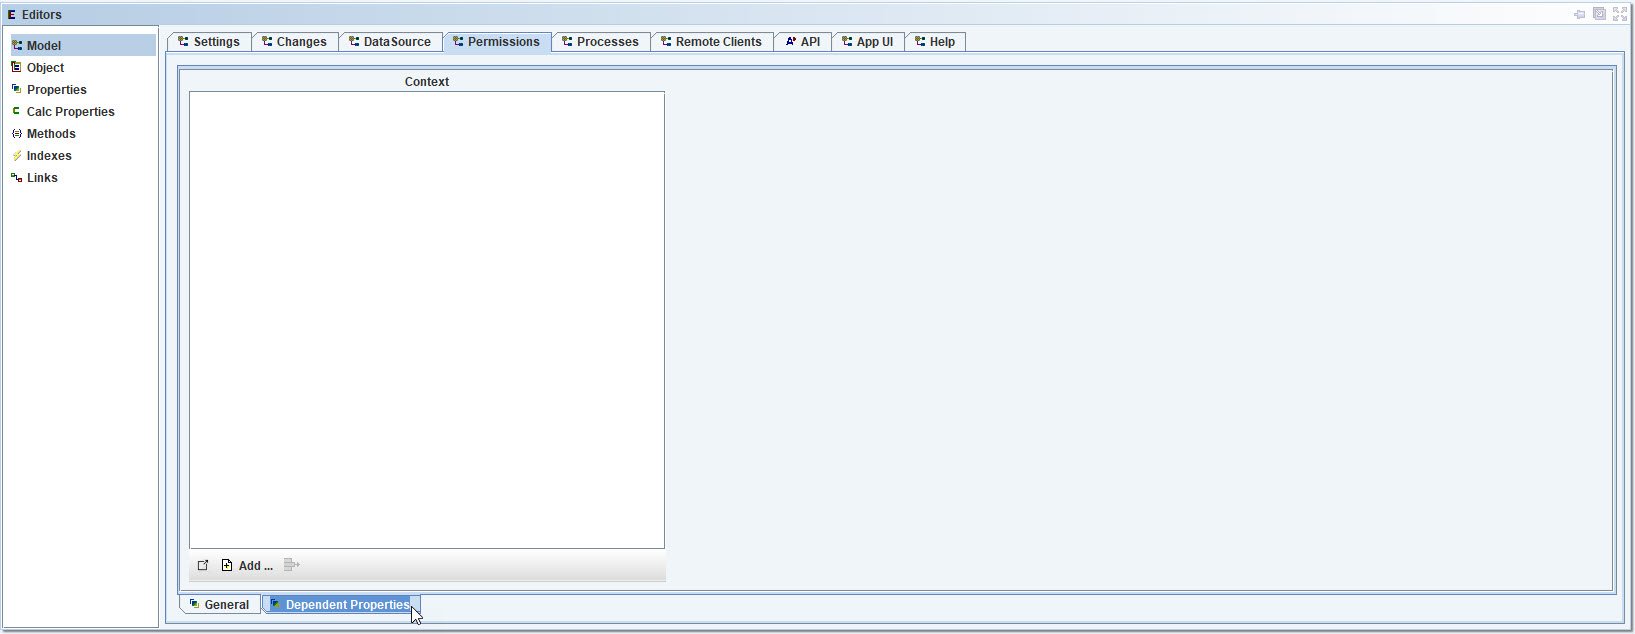 Editors
Model
Object
Properties
Calc Properties
Methods
Indexes
Links
Settings Changes DataSource Permissions Processes Remote Clients API App UI Help
Context
Add ...
General Dependent Properties